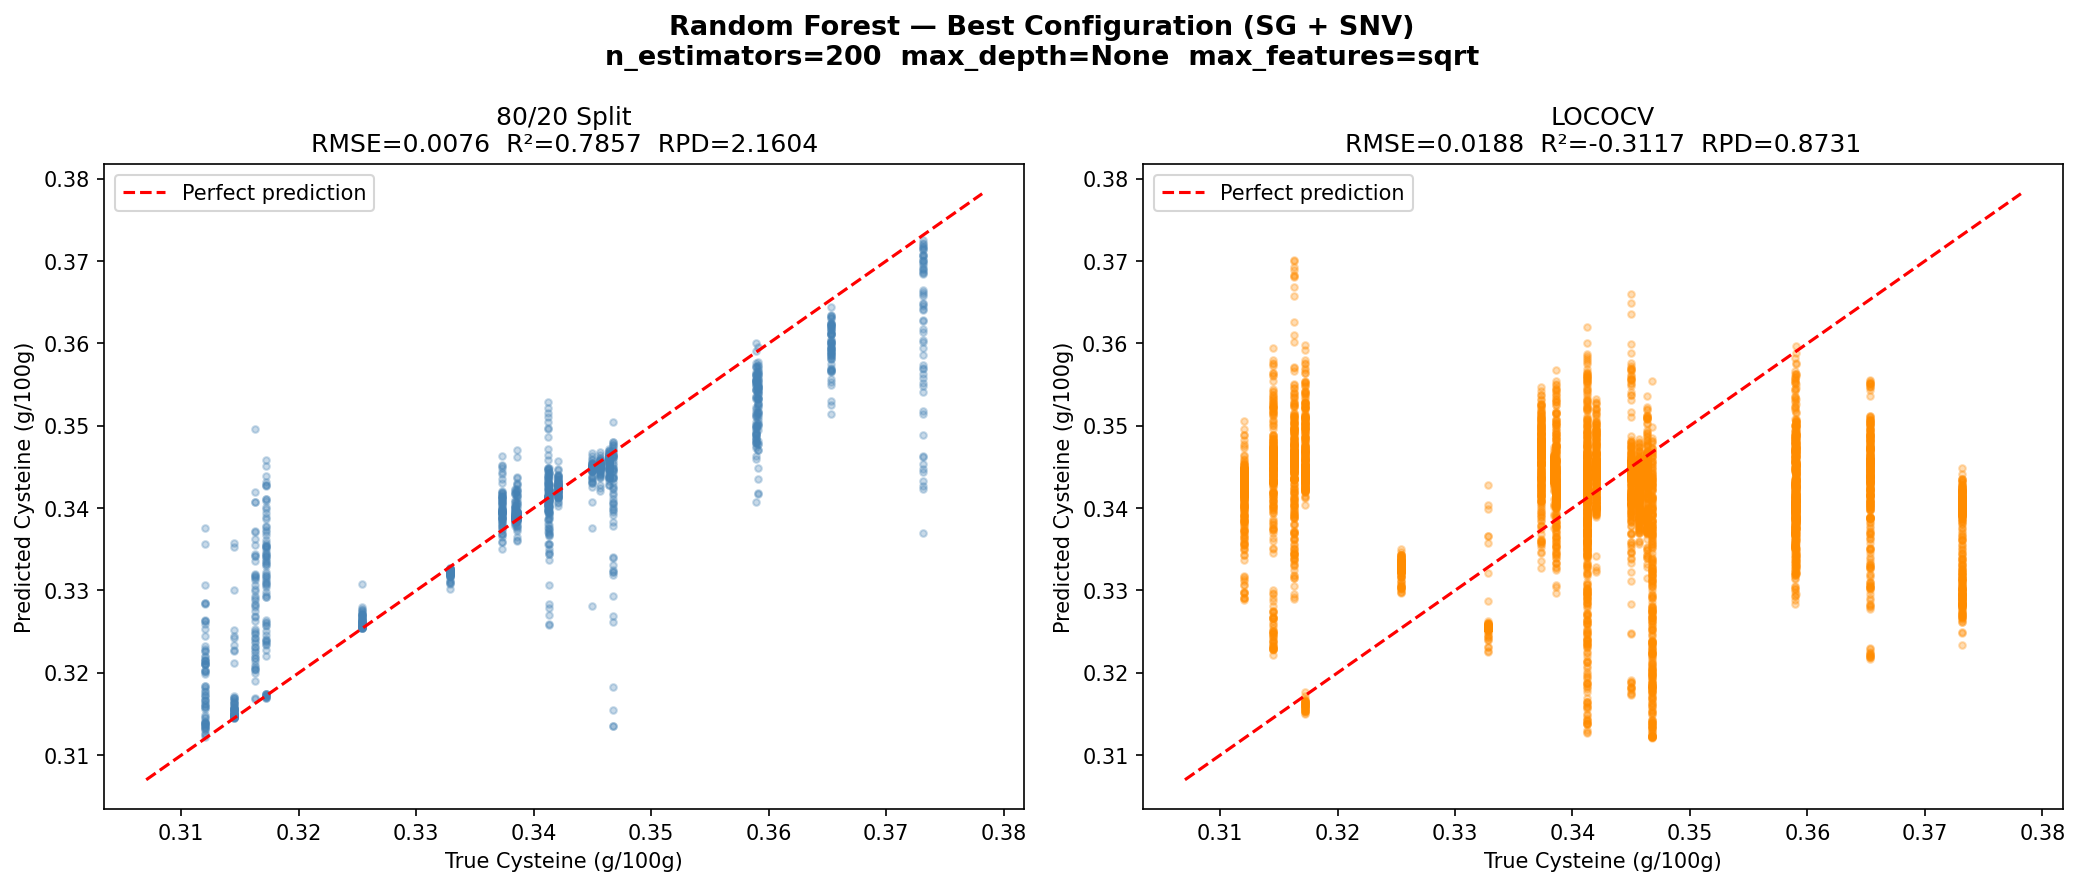 Random Forest — Best Configuration (SG + SNV)
n_estimators=200  max_depth=None  max_features=sqrt
80/20 Split
RMSE=0.0076  R²=0.7857  RPD=2.1604
Perfect prediction
Predicted Cysteine (g/100g)
0.38
0.37
0.36
0.35
0.34
0.33
0.32
0.31
0.31 0.32 0.33 0.34 0.35 0.36 0.37 0.38
True Cysteine (g/100g)
LOCOCV
RMSE=0.0188  R²=-0.3117  RPD=0.8731
Perfect prediction
Predicted Cysteine (g/100g)
0.38
0.37
0.36
0.35
0.34
0.33
0.32
0.31
0.31 0.32 0.33 0.34 0.35 0.36 0.37 0.38
True Cysteine (g/100g)